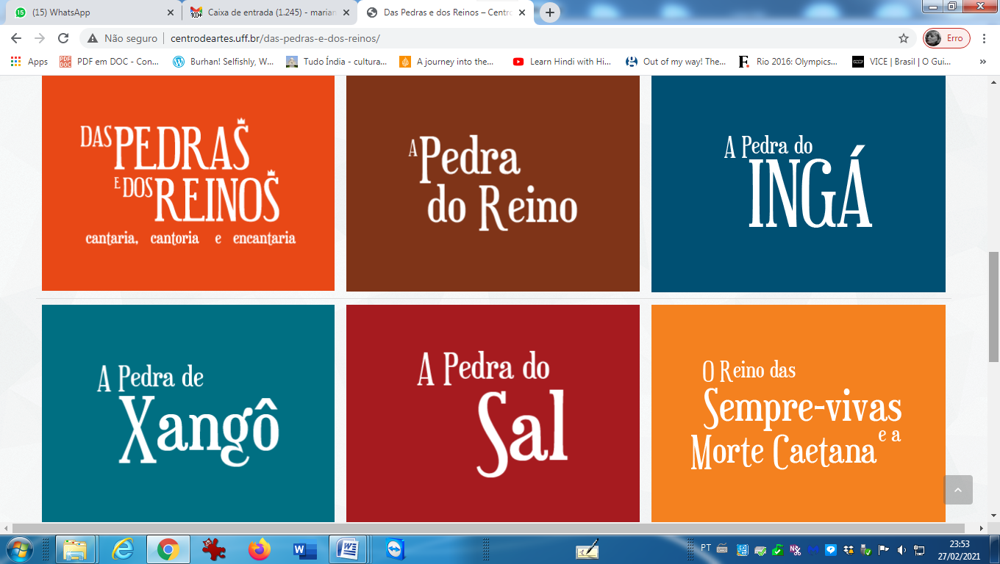 (15) WhatsApp
Caixa de entrada (1.245) - marian
Das Pedras e dos Reinos – Centro
Não seguro
centrodeartes.uff.br/das-pedras-e-dos-reinos/
Erro
Apps
PDF em DOC - Con...
Burhan! Selfishly, W...
Tudo Índia - cultura...
A journey into the...
Learn Hindi with Hi...
Out of my way! The...
Rio 2016: Olympics...
VICE | Brasil | O Gui...
»
DAS PEDRAS
E DOS REINOS
cantaria, cantoria e encantaria
A Pedra
do Reino
A Pedra do
INGÁ
A Pedra de
Xangô
A Pedra do
Sal
O Reino das
Sempre-vivas
e a
Morte Caetana
PT
23:53
27/02/2021